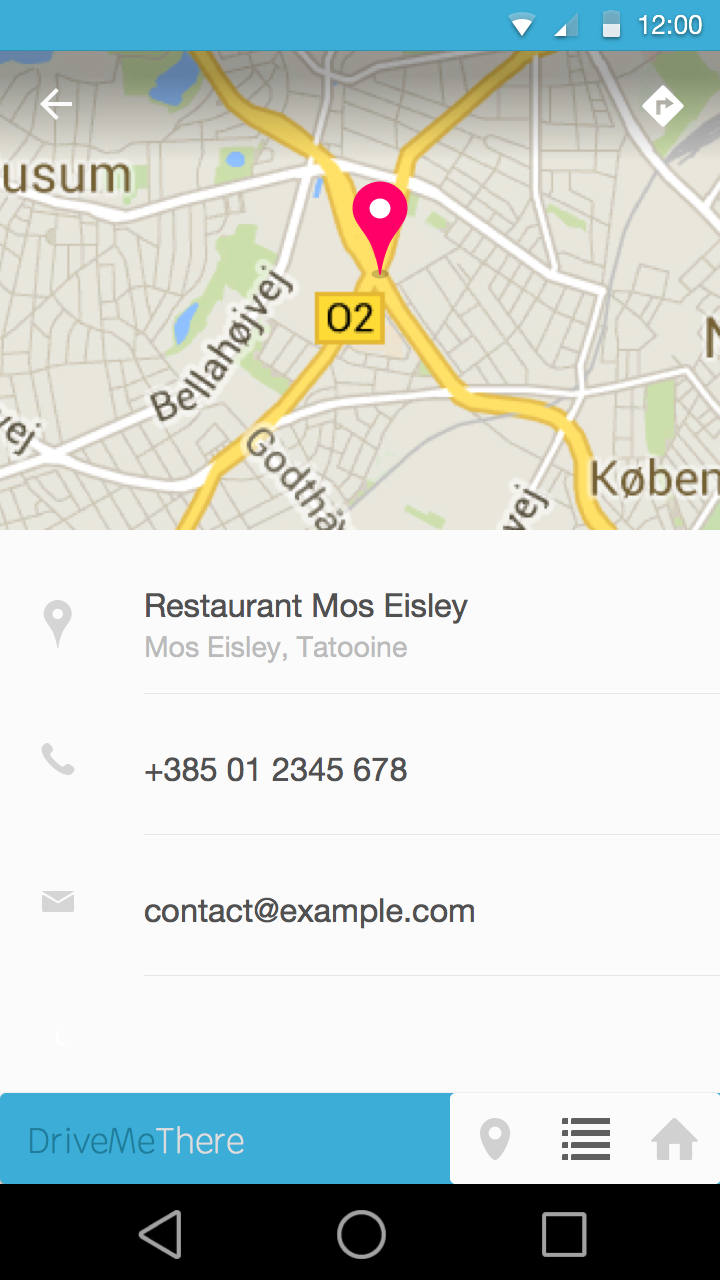 12:00
usum
Bellahøjvej
O2
vej
Godthå
vej
Køben
N
Restaurant Mos Eisley
Mos Eisley, Tatooine
+385 01 2345 678
contact@example.com
DriveMeThere